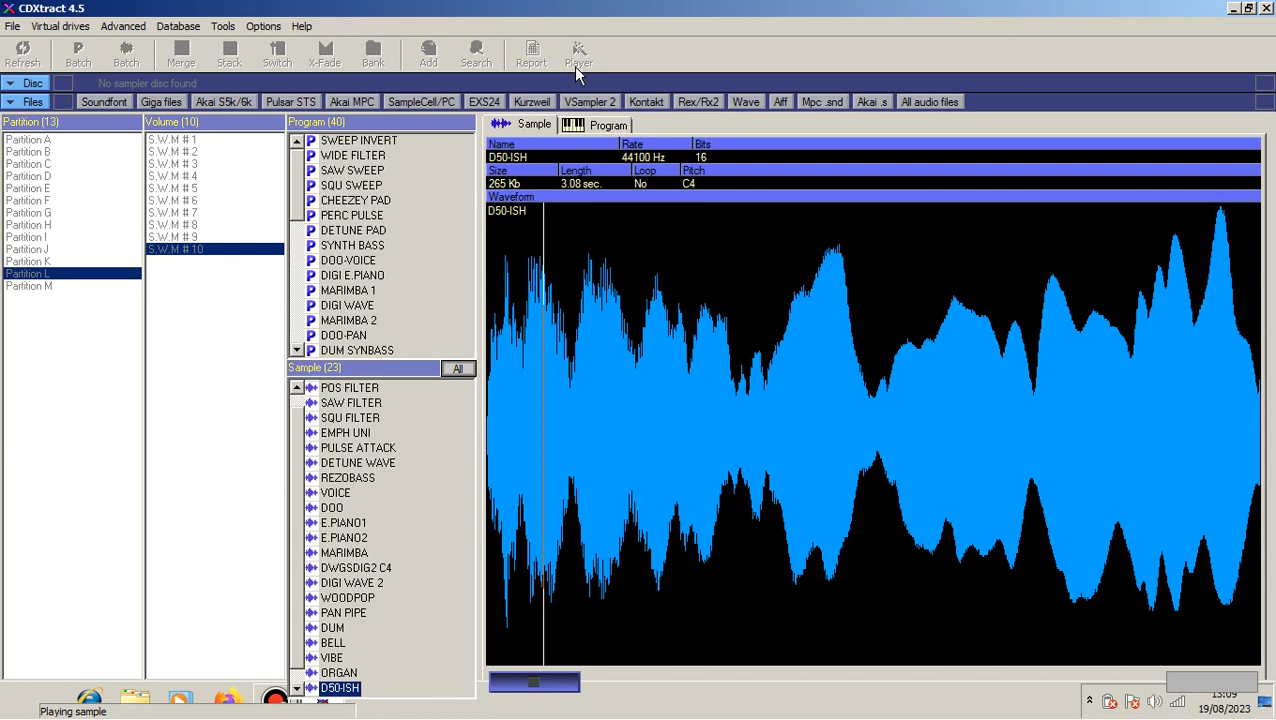 CDXtract 4.5
File Virtual drives Advanced Database Tools Options Help
Refresh Batch Batch Merge Stack Switch X-Fade Bank Add Search Report Player
Disc No sampler disc found
Files Soundfont Giga files Akai S5k/6k Pulsar STS Akai MPC SampleCell/PC EXS24 Kurzweil VSampler 2 Kontakt Rex/Rx2 Wave Aiff Mpc .snd Akai .s All audio files
Partition (13)
Partition A
Partition B
Partition C
Partition D
Partition E
Partition F
Partition G
Partition H
Partition I
Partition J
Partition K
Partition L
Partition M
Volume (10)
S.W.M # 1
S.W.M # 2
S.W.M # 3
S.W.M # 4
S.W.M # 5
S.W.M # 6
S.W.M # 7
S.W.M # 8
S.W.M # 9
S.W.M # 10
Program (40)
P SWEEP INVERT
P WIDE FILTER
P SAW SWEEP
P SQU SWEEP
P CHEEZEY PAD
P PERC PULSE
P DETUNE PAD
P SYNTH BASS
P DOO-VOICE
P DIGI E.PIANO
P MARIMBA 1
P DIGI WAVE
P MARIMBA 2
P DOO-PAN
P DUM SYNBASS
Sample (23) All
POS FILTER
SAW FILTER
SQU FILTER
EMPH UNI
PULSE ATTACK
DETUNE WAVE
REZOBASS
VOICE
DOO
E.PIANO1
E.PIANO2
MARIMBA
DWGSDIG2 C4
DIGI WAVE 2
WOODPOP
PAN PIPE
DUM
BELL
VIBE
ORGAN
D50-ISH
Sample Program
Name Rate Bits
D50-ISH 44100 Hz 16
Size Length Loop Pitch
265 Kb 3.08 sec. No C4
Waveform
D50-ISH
Playing sample
13:09
19/08/2023